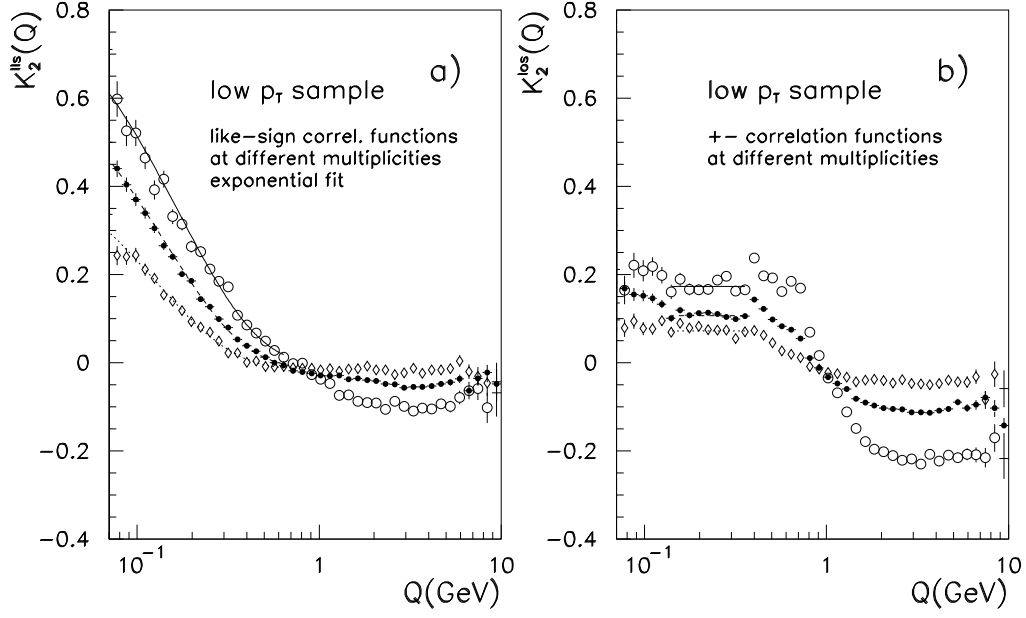 K₂ˡˡˢ(Q)
0.8
0.6
0.4
0.2
0
−0.2
−0.4
a)
low pT sample
like−sign correl. functions
at different multiplicities
exponential fit
10⁻¹
1
10
Q(GeV)
K₂ˡᵒˢ(Q)
0.8
0.6
0.4
0.2
0
−0.2
−0.4
b)
low pT sample
+− correlation functions
at different multiplicities
10⁻¹
1
10
Q(GeV)